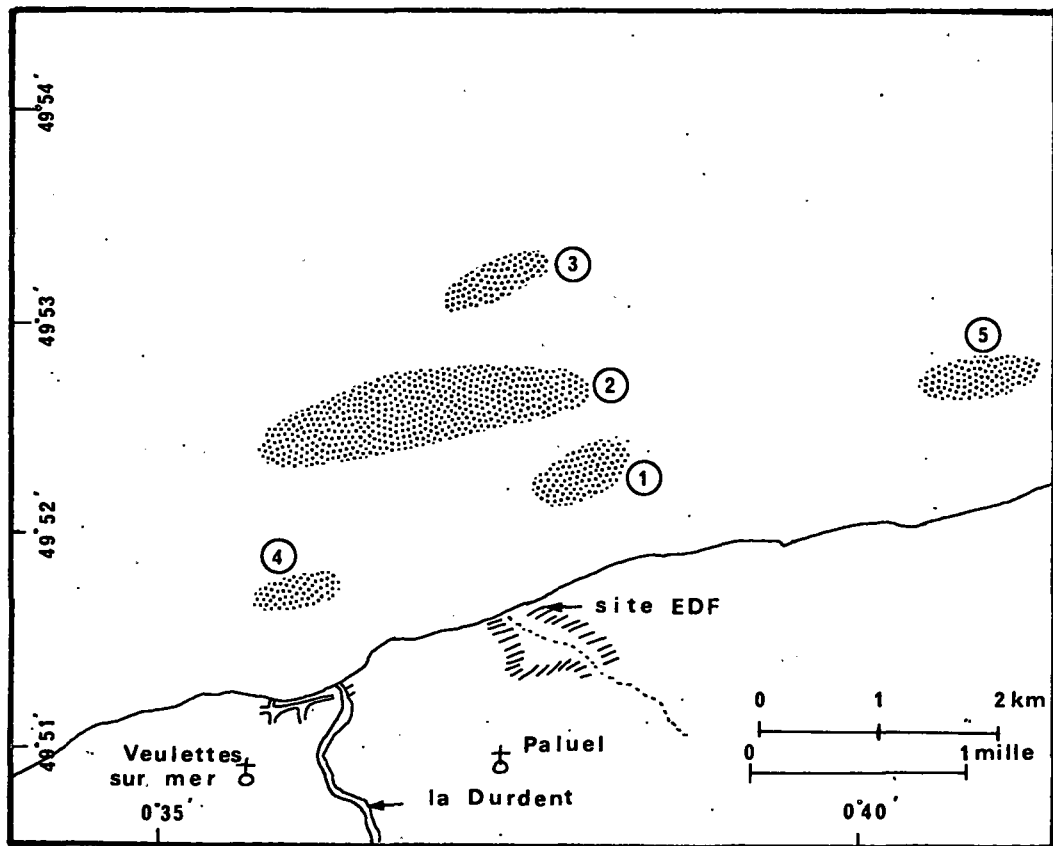 49°54'
3
49°53'
5
2
1
49°52'
4
site EDF
0 1 2 km
49°51'
Veulettes
sur mer
Paluel
0 1 mille
la Durdent
0°35'
0°40'